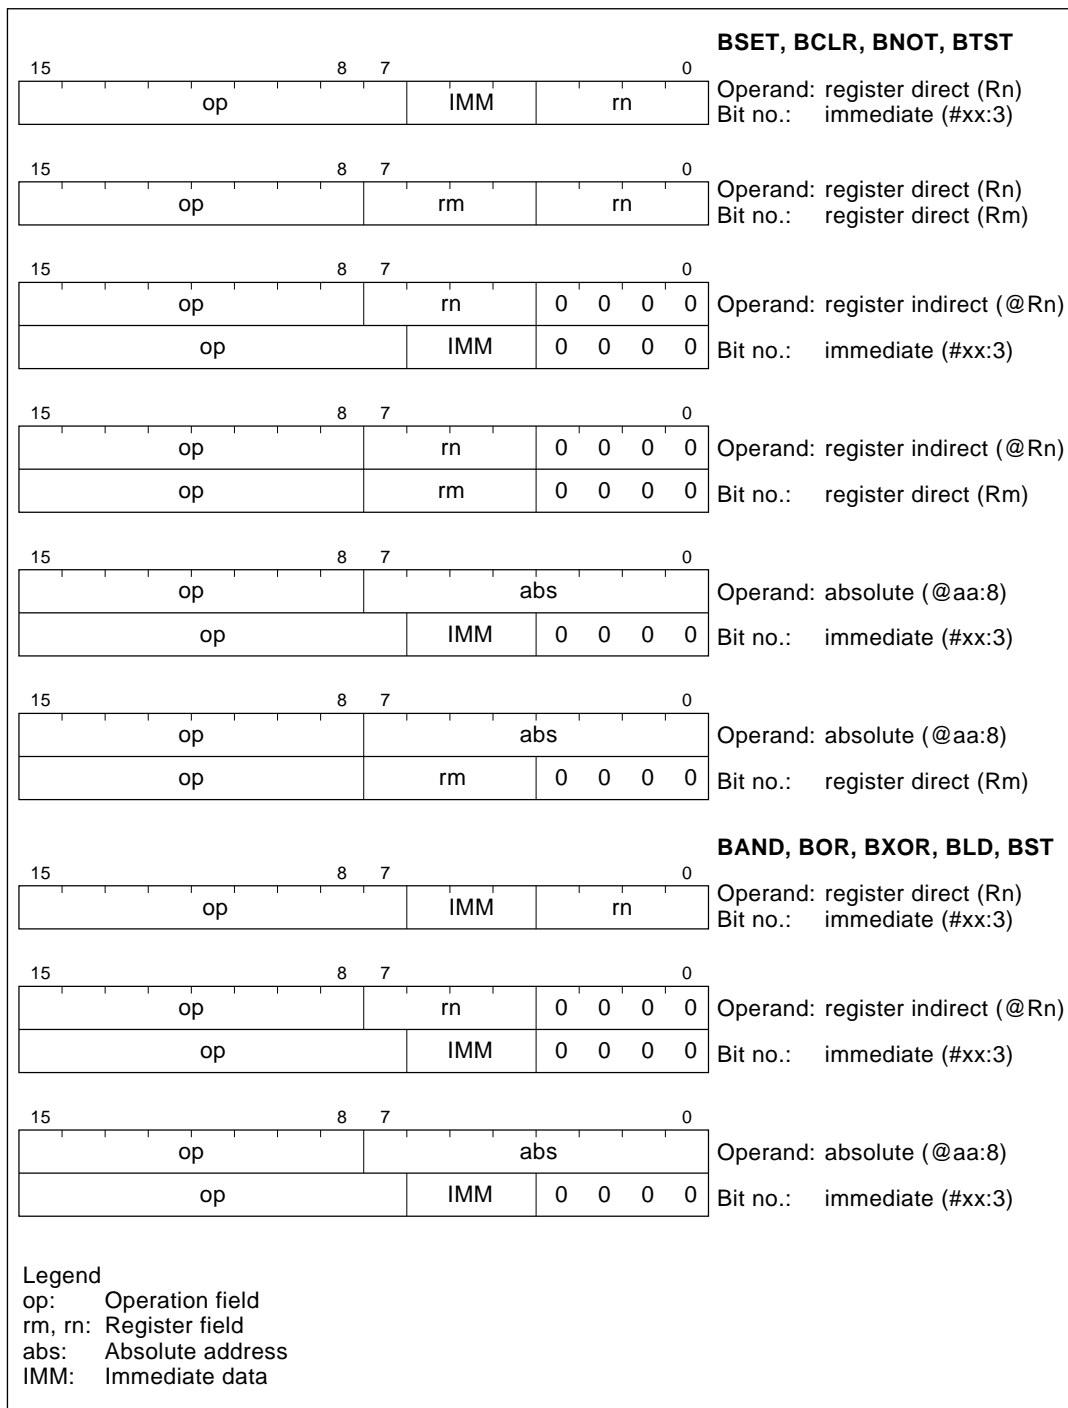 BSET, BCLR, BNOT, BTST
15 8 7 0
op IMM rn
Operand: register direct (Rn)
Bit no.: immediate (#xx:3)
15 8 7 0
op rm rn
Operand: register direct (Rn)
Bit no.: register direct (Rm)
15 8 7 0
op rn 0 0 0 0 Operand: register indirect (@Rn)
op IMM 0 0 0 0 Bit no.: immediate (#xx:3)
15 8 7 0
op rn 0 0 0 0 Operand: register indirect (@Rn)
op rm 0 0 0 0 Bit no.: register direct (Rm)
15 8 7 0
op abs Operand: absolute (@aa:8)
op IMM 0 0 0 0 Bit no.: immediate (#xx:3)
15 8 7 0
op abs Operand: absolute (@aa:8)
op rm 0 0 0 0 Bit no.: register direct (Rm)
BAND, BOR, BXOR, BLD, BST
15 8 7 0
op IMM rn
Operand: register direct (Rn)
Bit no.: immediate (#xx:3)
15 8 7 0
op rn 0 0 0 0 Operand: register indirect (@Rn)
op IMM 0 0 0 0 Bit no.: immediate (#xx:3)
15 8 7 0
op abs Operand: absolute (@aa:8)
op IMM 0 0 0 0 Bit no.: immediate (#xx:3)
Legend
op: Operation field
rm, rn: Register field
abs: Absolute address
IMM: Immediate data